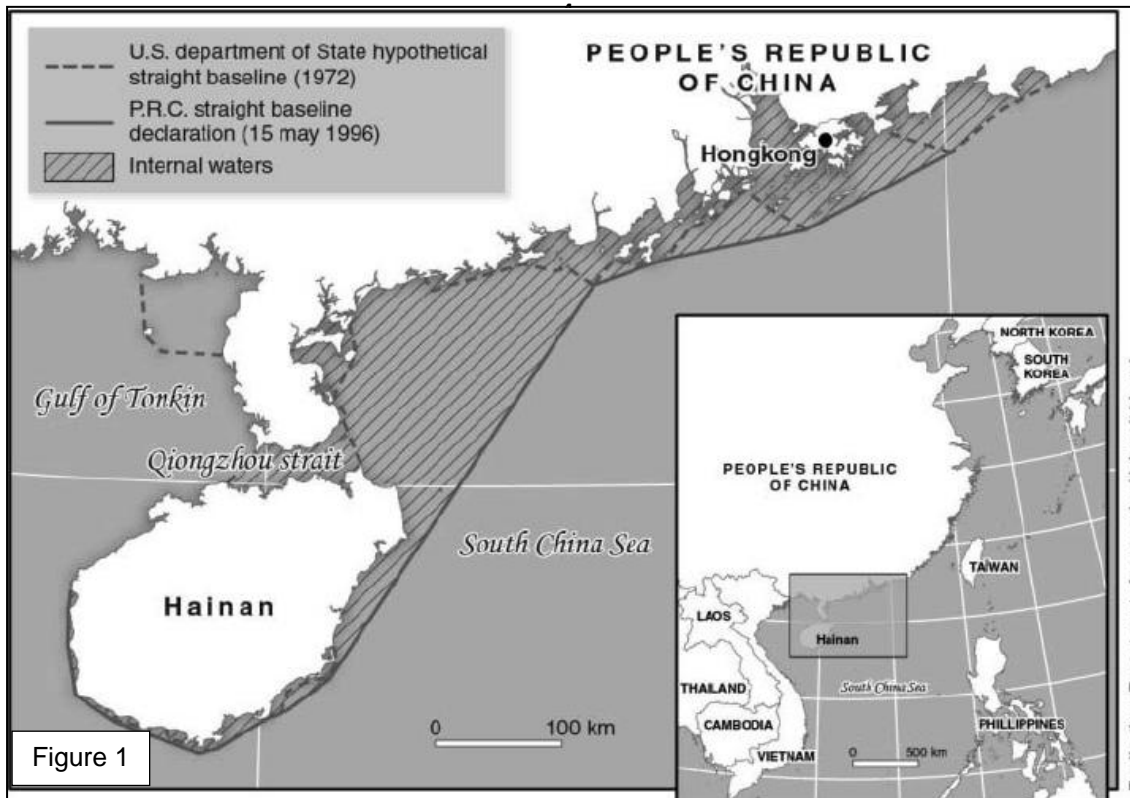 U.S. department of State hypothetical
straight baseline (1972)
P.R.C. straight baseline
declaration (15 may 1996)
Internal waters
PEOPLE'S REPUBLIC
OF CHINA
Hongkong
Gulf of Tonkin
Qiongzhou strait
South China Sea
Hainan
0 100 km
Figure 1
NORTH KOREA
SOUTH
KOREA
PEOPLE'S REPUBLIC
OF CHINA
TAIWAN
LAOS
Hainan
South China Sea
THAILAND
CAMBODIA
VIETNAM
PHILLIPPINES
0 500 km